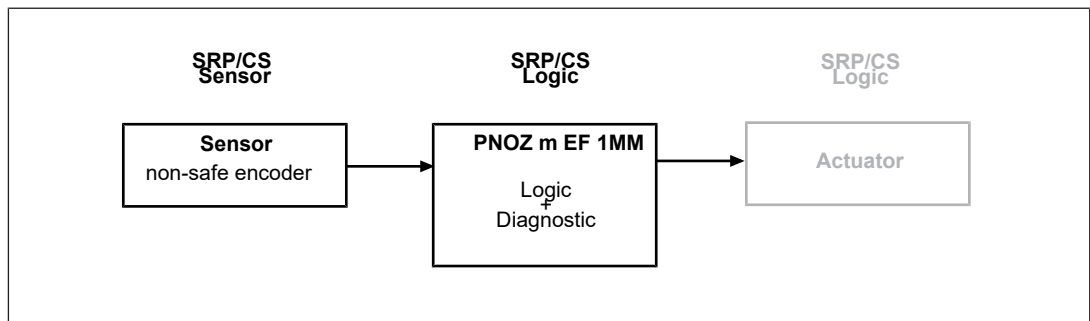 SRP/CS
Sensor
SRP/CS
Logic
SRP/CS
Logic
Sensor
non-safe encoder
PNOZ m EF 1MM
Logic
+
Diagnostic
Actuator